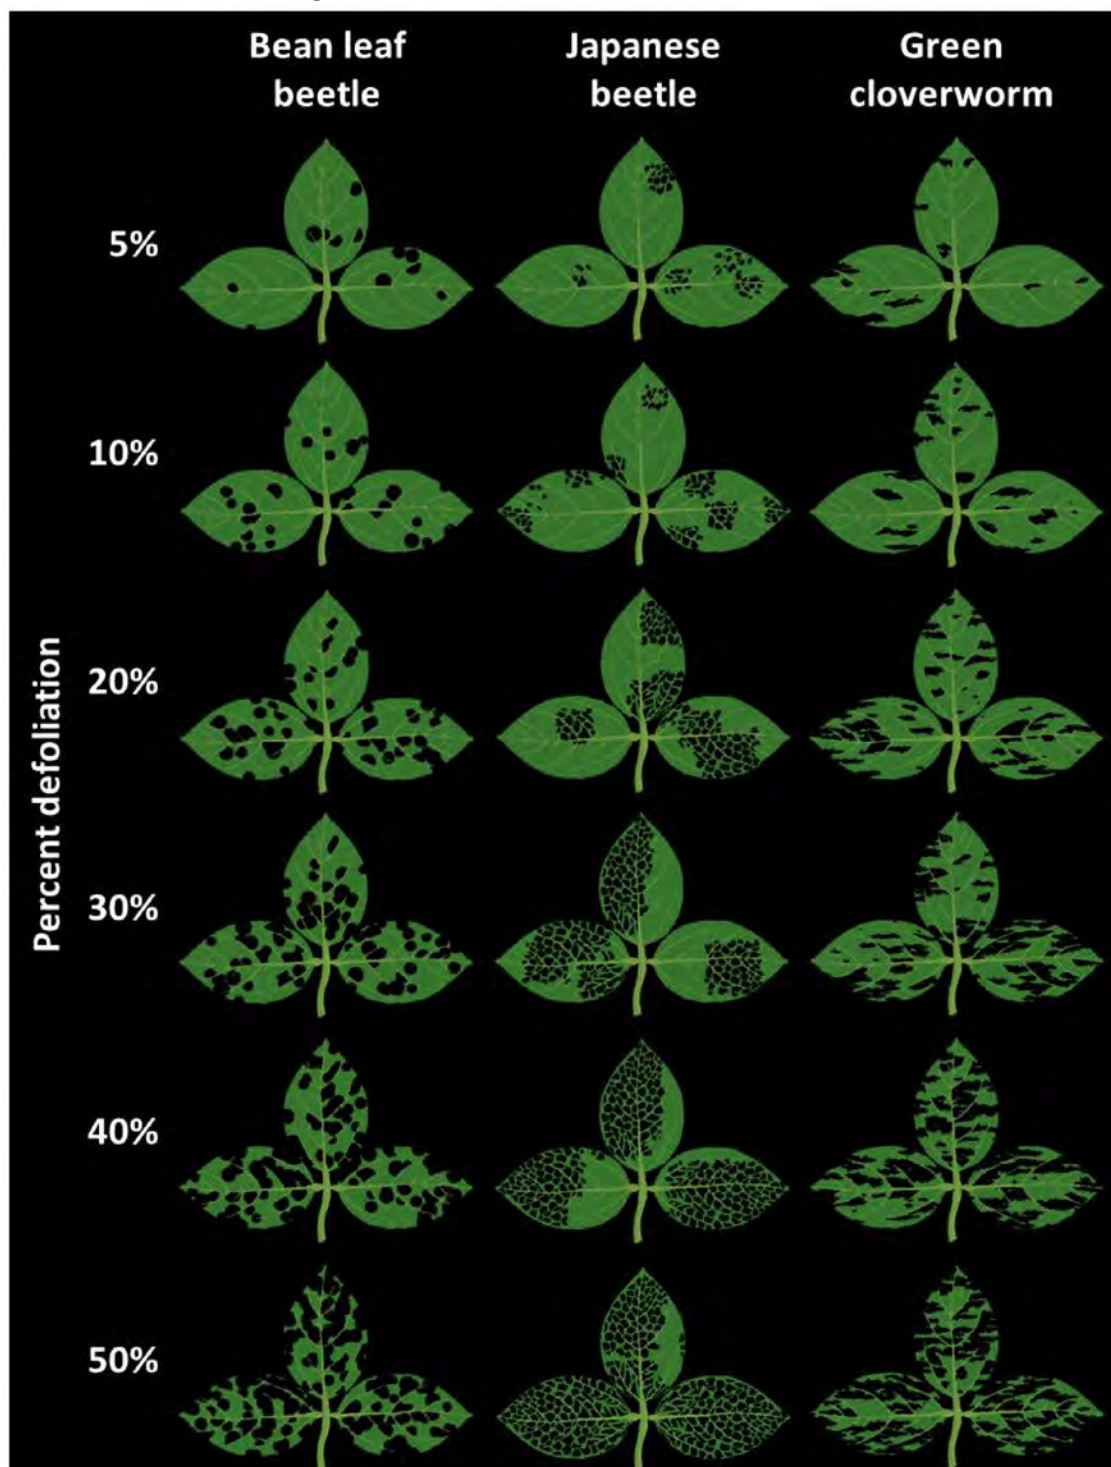 Bean leaf
beetle
Japanese
beetle
Green
cloverworm
5%
10%
20%
30%
40%
50%
Percent defoliation